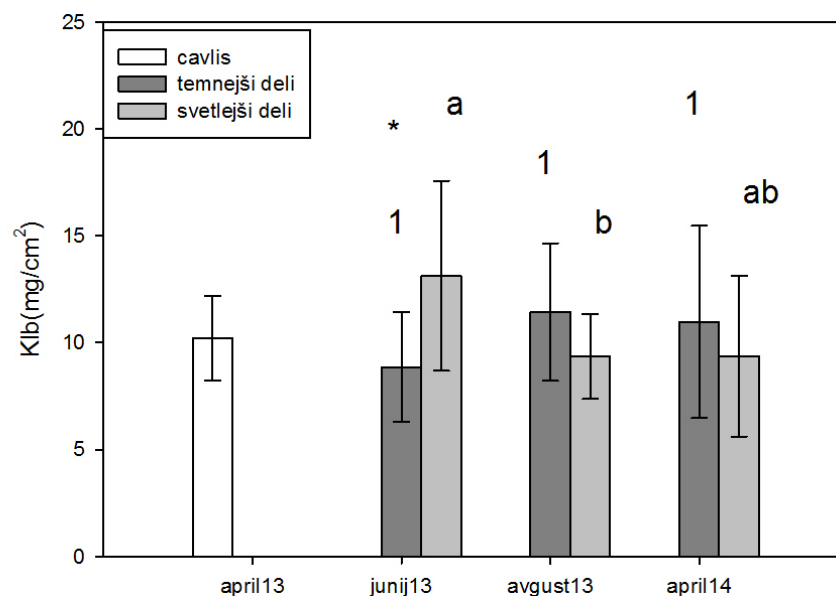 25
20
15
10
5
0
Klb(mg/cm²)
cavlis
temnejši deli
svetlejši deli
* a
1
1 b
1 ab
april13 junij13 avgust13 april14